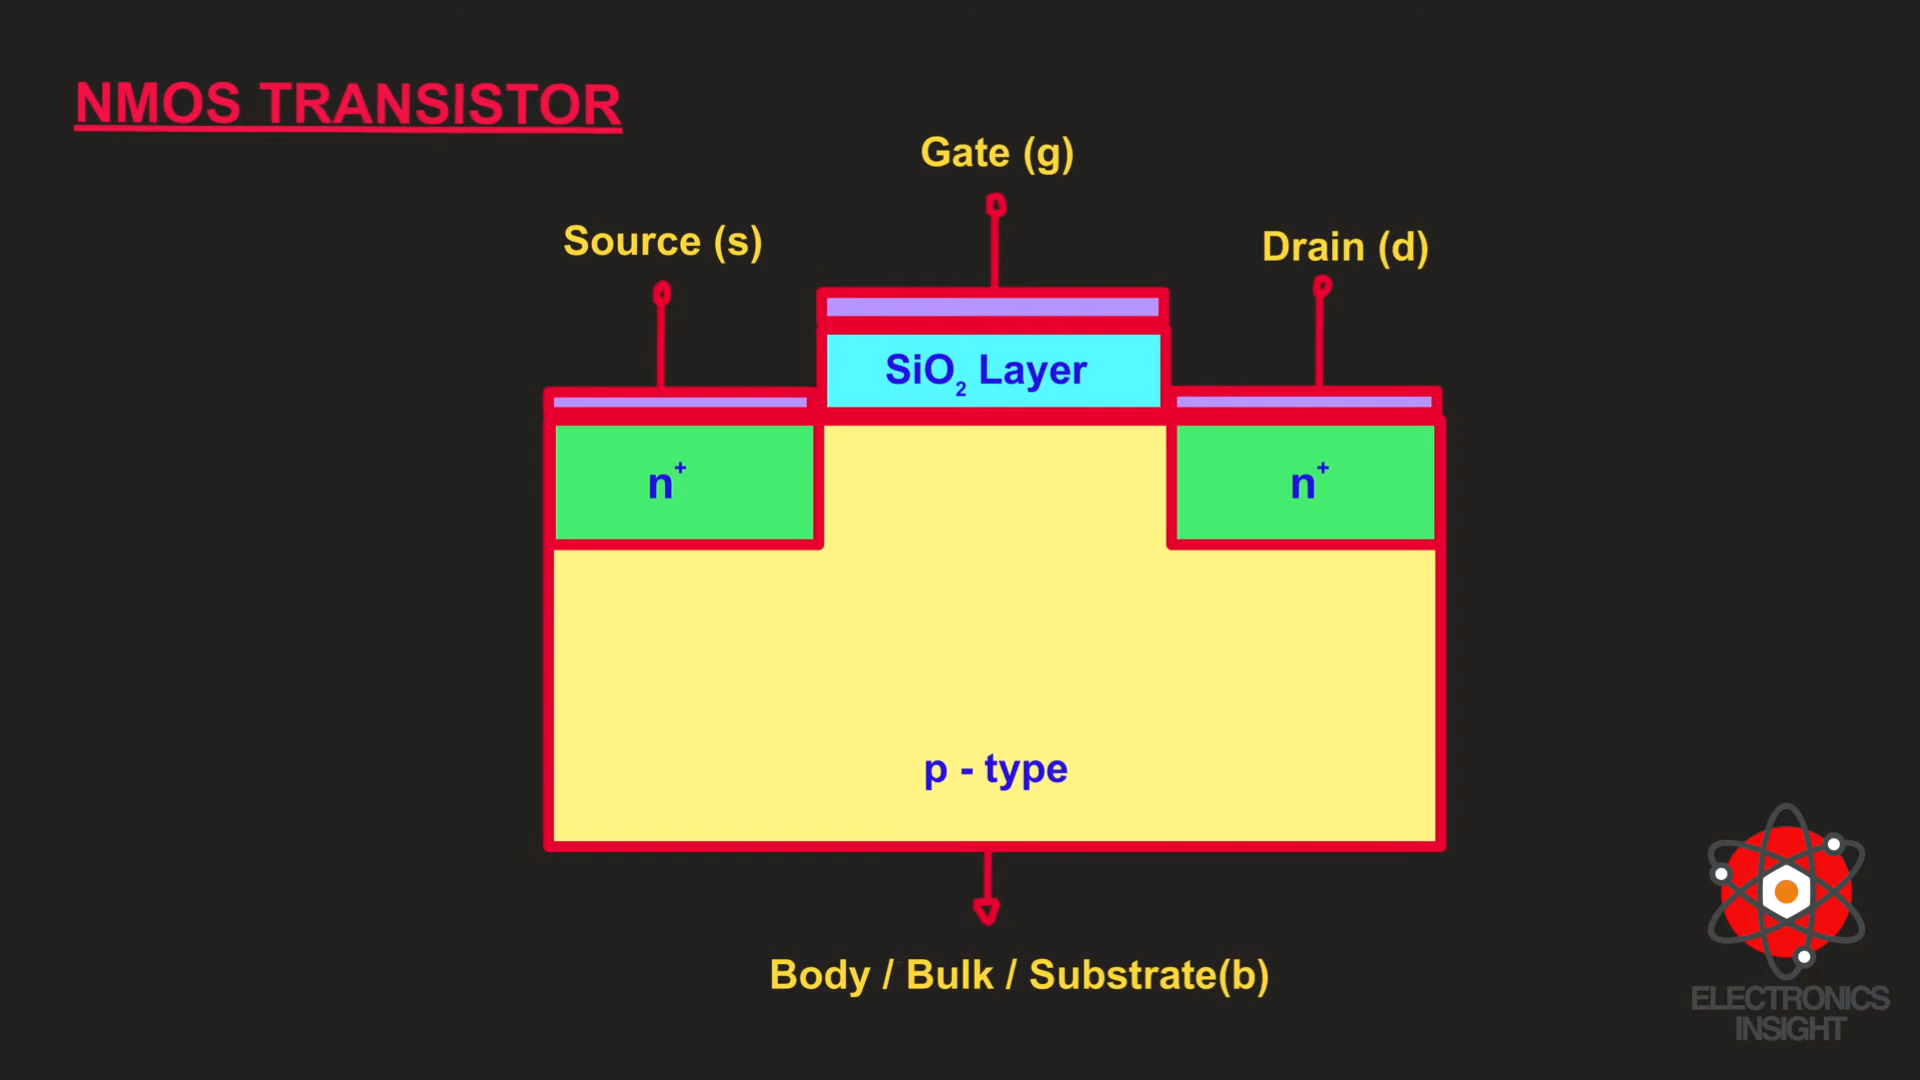 NMOS TRANSISTOR
Gate (g)
Source (s)
Drain (d)
SiO₂ Layer
n⁺
n⁺
p - type
Body / Bulk / Substrate(b)
ELECTRONICS
INSIGHT